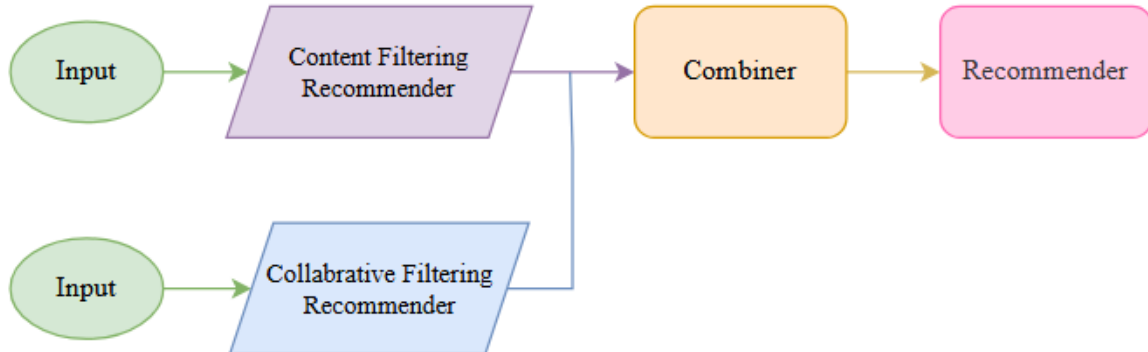 Input
Content Filtering
Recommender
Combiner
Recommender
Input
Collabrative Filtering
Recommender